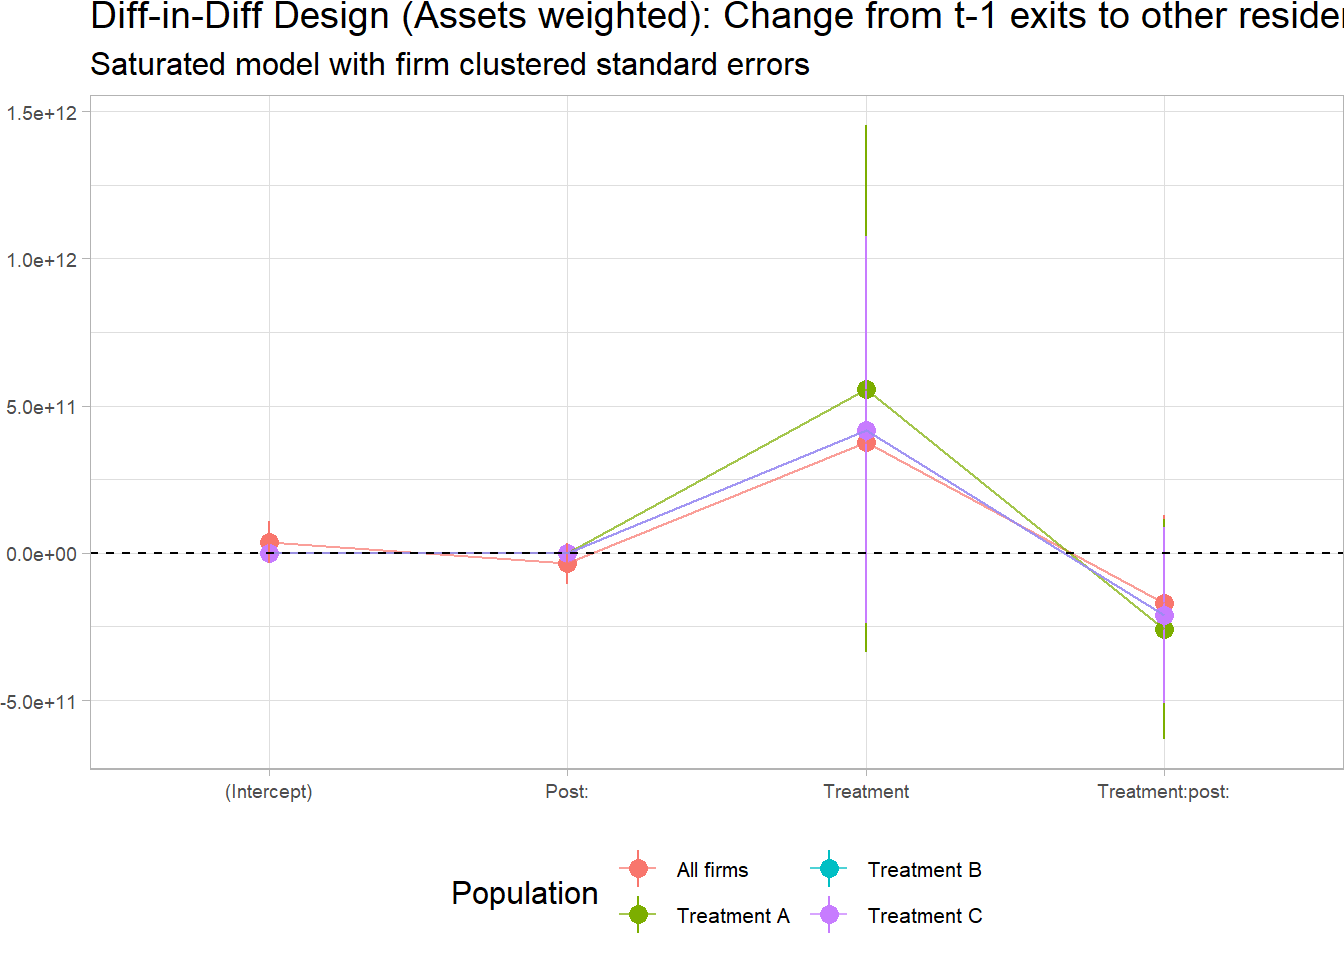 Diff-in-Diff Design (Assets weighted): Change from t-1 exits to other
Saturated model with firm clustered standard errors
1.5e+12
1.0e+12
5.0e+11
0.0e+00
-5.0e+11
(Intercept) Post: Treatment Treatment:post:
Population
All firms Treatment B
Treatment A Treatment C